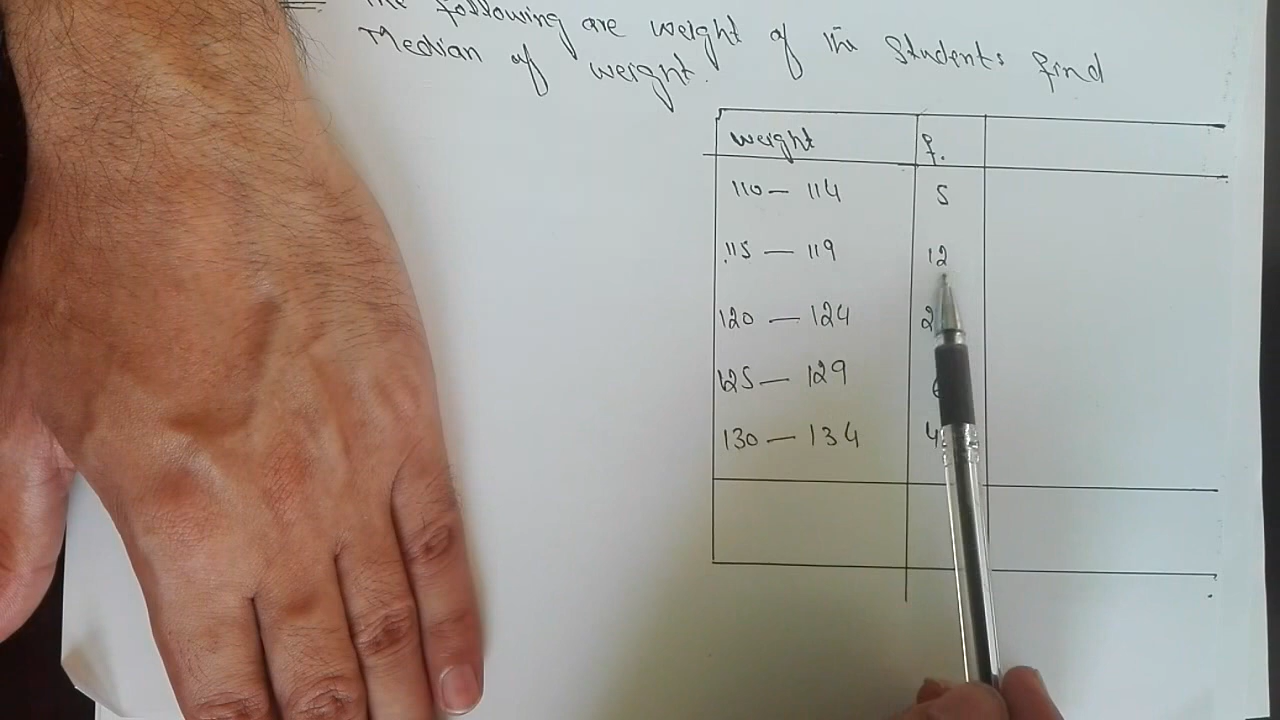 following are weight of the students find
Median of weight.
weight f.
110 — 114 5
115 — 119 12
120 — 124
125 — 129
130 — 134